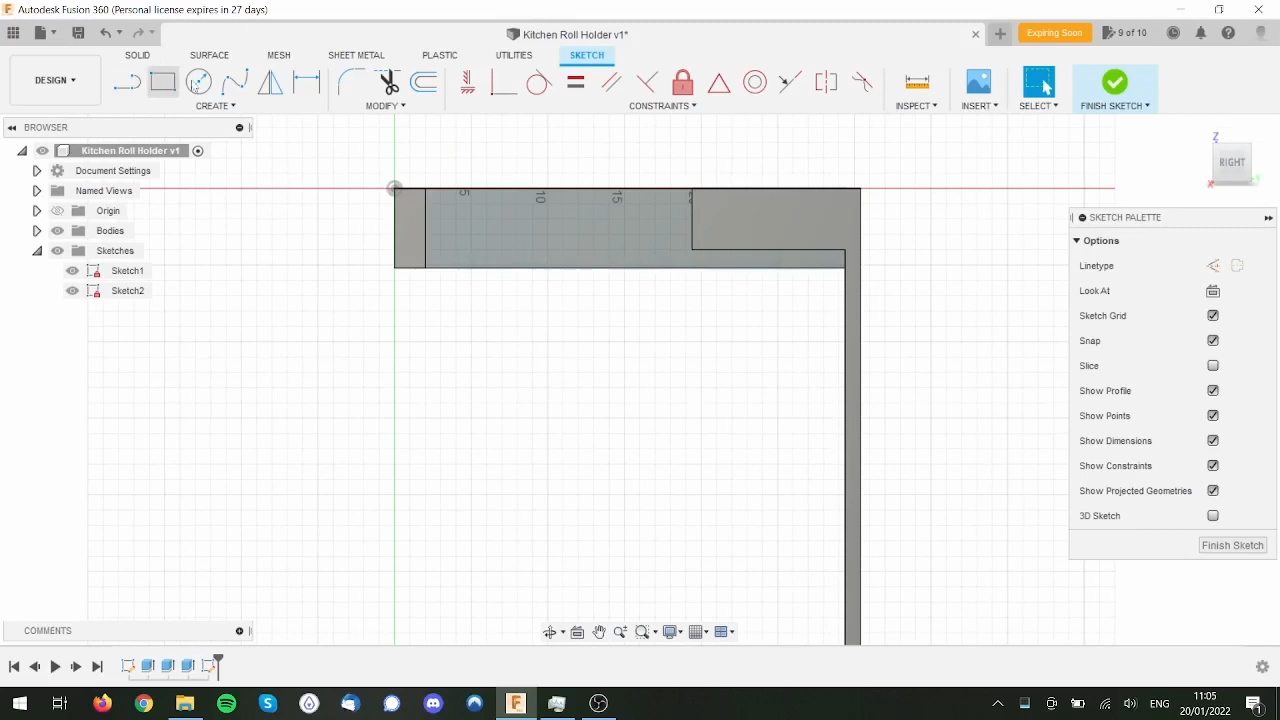 Autodesk Fusion 360 (Personal license expires in 27 days)
Kitchen Roll Holder v1*
Expiring Soon
9 of 10
DESIGN
SOLID
SURFACE
MESH
SHEET METAL
PLASTIC
UTILITIES
SKETCH
CREATE
MODIFY
CONSTRAINTS
INSPECT
INSERT
SELECT
FINISH SKETCH
BROWSER
Kitchen Roll Holder v1
Document Settings
Named Views
Origin
Bodies
Sketches
Sketch1
Sketch2
5
10
15
Z
RIGHT
X
SKETCH PALETTE
Options
Linetype
Look At
Sketch Grid
Snap
Slice
Show Profile
Show Points
Show Dimensions
Show Constraints
Show Projected Geometries
3D Sketch
Finish Sketch
COMMENTS
11:05
20/01/2022